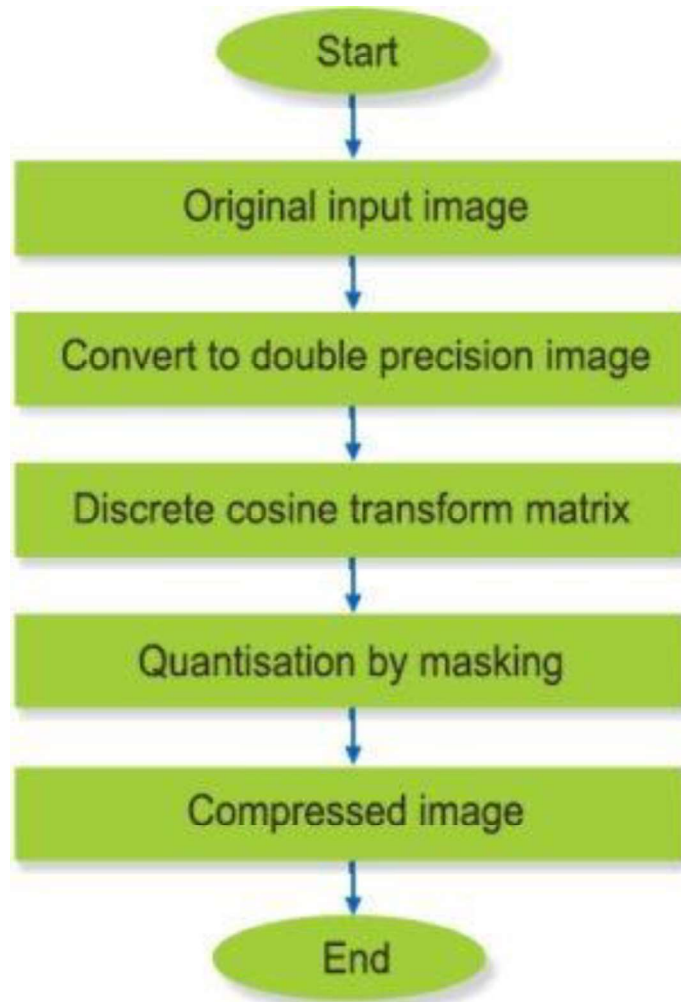 Start
Original input image
Convert to double precision image
Discrete cosine transform matrix
Quantisation by masking
Compressed image
End